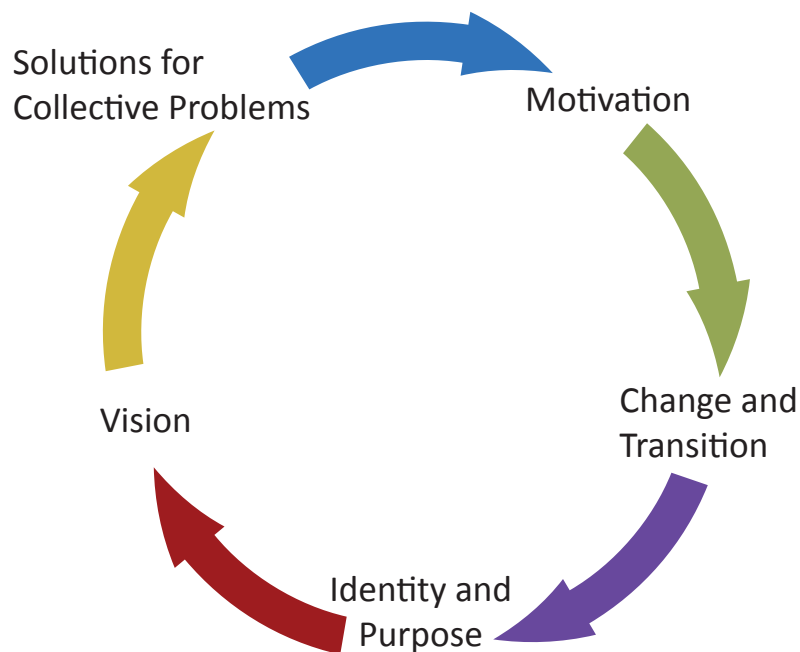 Solutions for
Collective Problems
Motivation
Change and
Transition
Identity and
Purpose
Vision